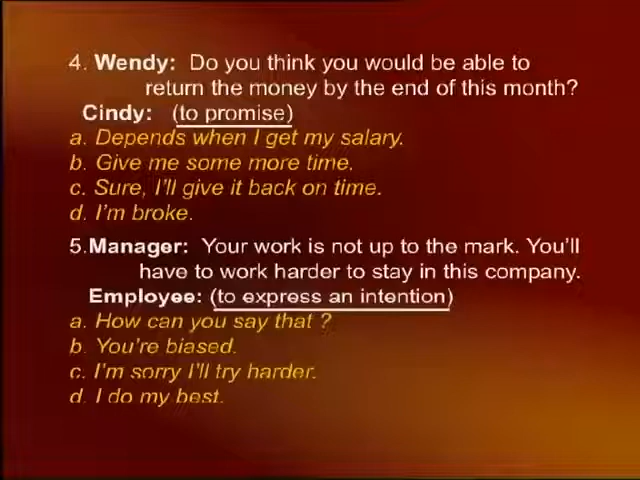 4. Wendy: Do you think you would be able to
return the money by the end of this month?
Cindy: (to promise)
a. Depends when I get my salary.
b. Give me some more time.
c. Sure, I'll give it back on time.
d. I'm broke.
5.Manager: Your work is not up to the mark. You'll
have to work harder to stay in this company.
Employee: (to express an intention)
a. How can you say that ?
b. You're biased.
c. I'm sorry I'll try harder.
d. I do my best.